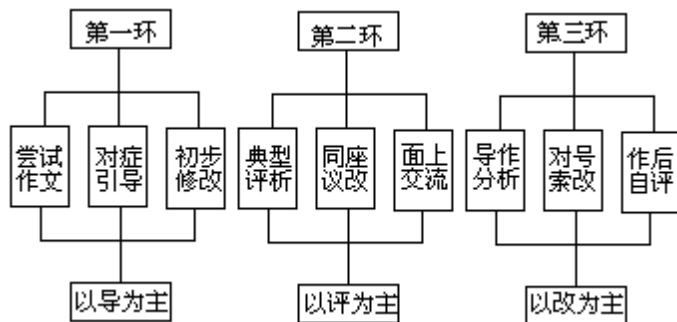 第一环
第二环
第三环
尝试
作文
对症
引导
初步
修改
典型
评析
同座
议改
面上
交流
导作
分析
对号
索改
作后
自评
以导为主
以评为主
以改为主